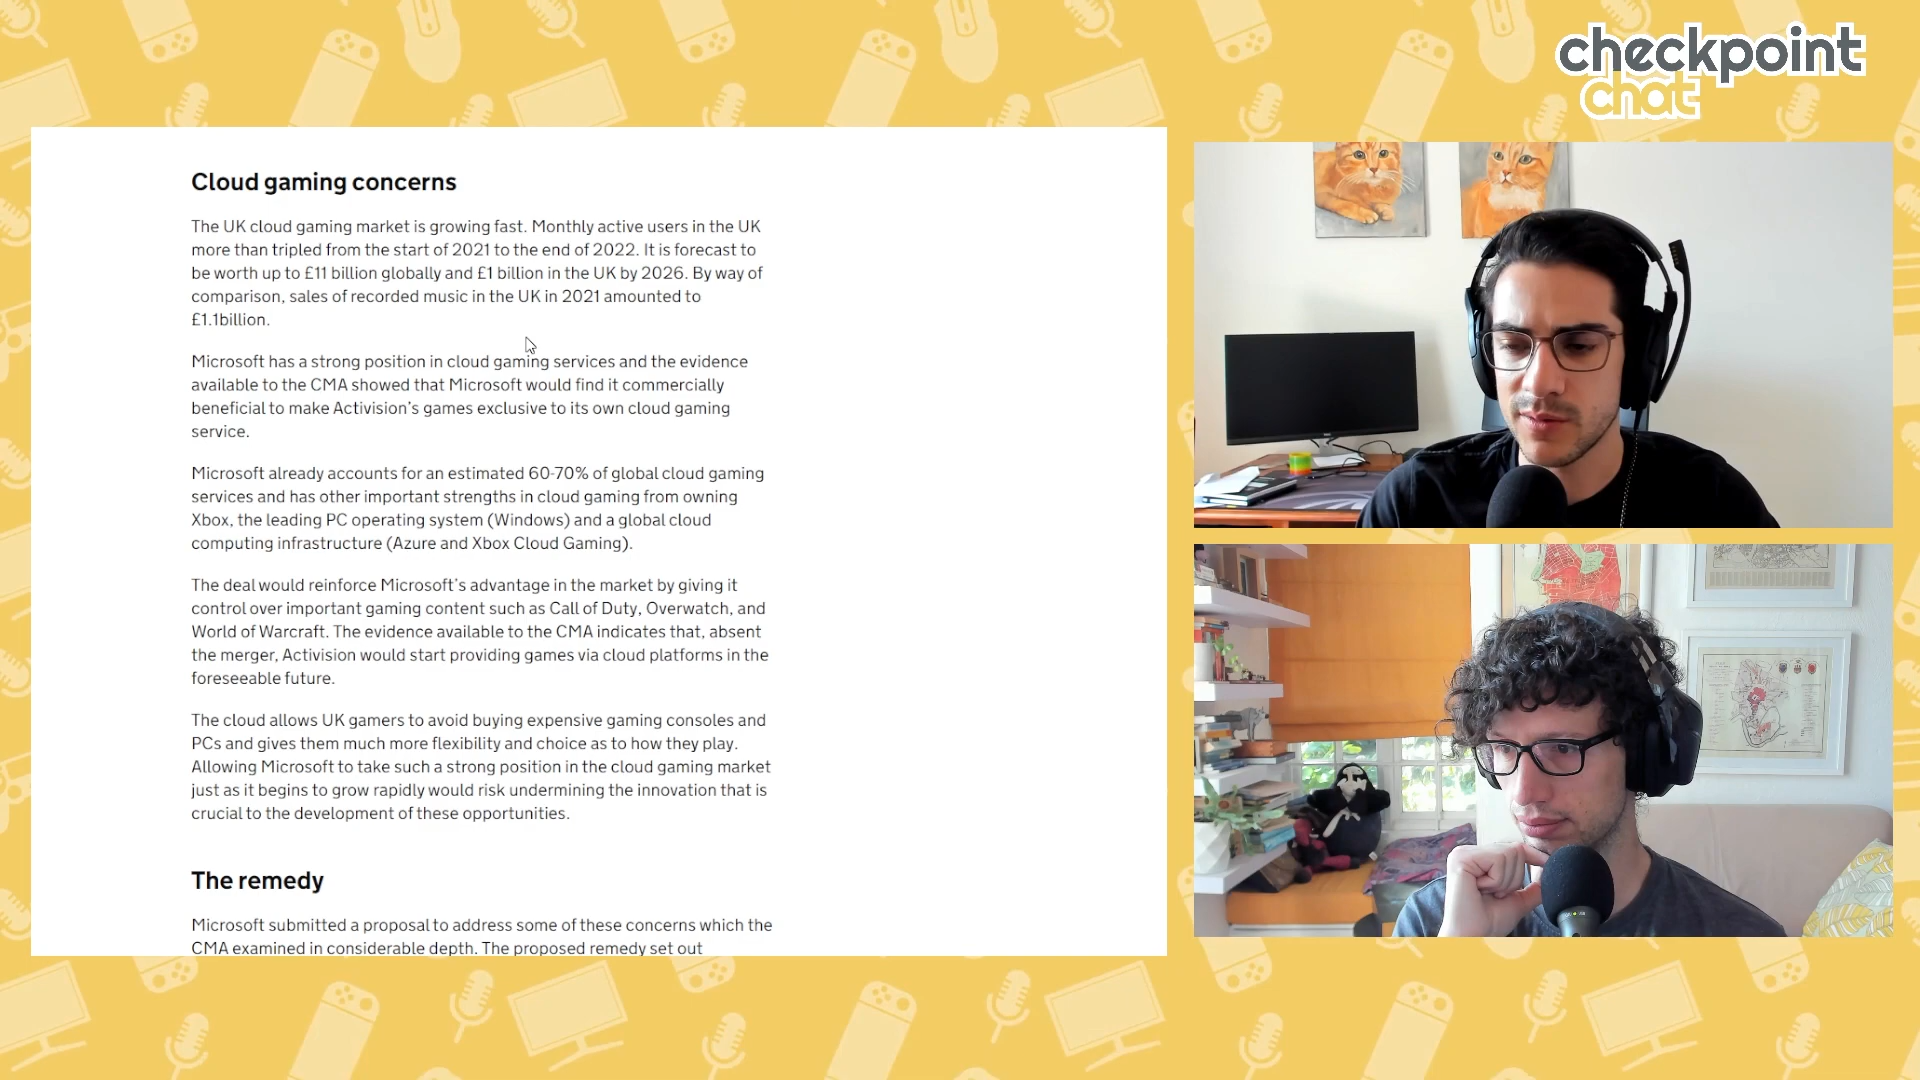 checkpoint
chat
Cloud gaming concerns
The UK cloud gaming market is growing fast. Monthly active users in the UK
more than tripled from the start of 2021 to the end of 2022. It is forecast to
be worth up to £11 billion globally and £1 billion in the UK by 2026. By way of
comparison, sales of recorded music in the UK in 2021 amounted to
£1.1billion.
Microsoft has a strong position in cloud gaming services and the evidence
available to the CMA showed that Microsoft would find it commercially
beneficial to make Activision’s games exclusive to its own cloud gaming
service.
Microsoft already accounts for an estimated 60-70% of global cloud gaming
services and has other important strengths in cloud gaming from owning
Xbox, the leading PC operating system (Windows) and a global cloud
computing infrastructure (Azure and Xbox Cloud Gaming).
The deal would reinforce Microsoft’s advantage in the market by giving it
control over important gaming content such as Call of Duty, Overwatch, and
World of Warcraft. The evidence available to the CMA indicates that, absent
the merger, Activision would start providing games via cloud platforms in the
foreseeable future.
The cloud allows UK gamers to avoid buying expensive gaming consoles and
PCs and gives them much more flexibility and choice as to how they play.
Allowing Microsoft to take such a strong position in the cloud gaming market
just as it begins to grow rapidly would risk undermining the innovation that is
crucial to the development of these opportunities.
The remedy
Microsoft submitted a proposal to address some of these concerns which the
CMA examined in considerable depth. The proposed remedy set out